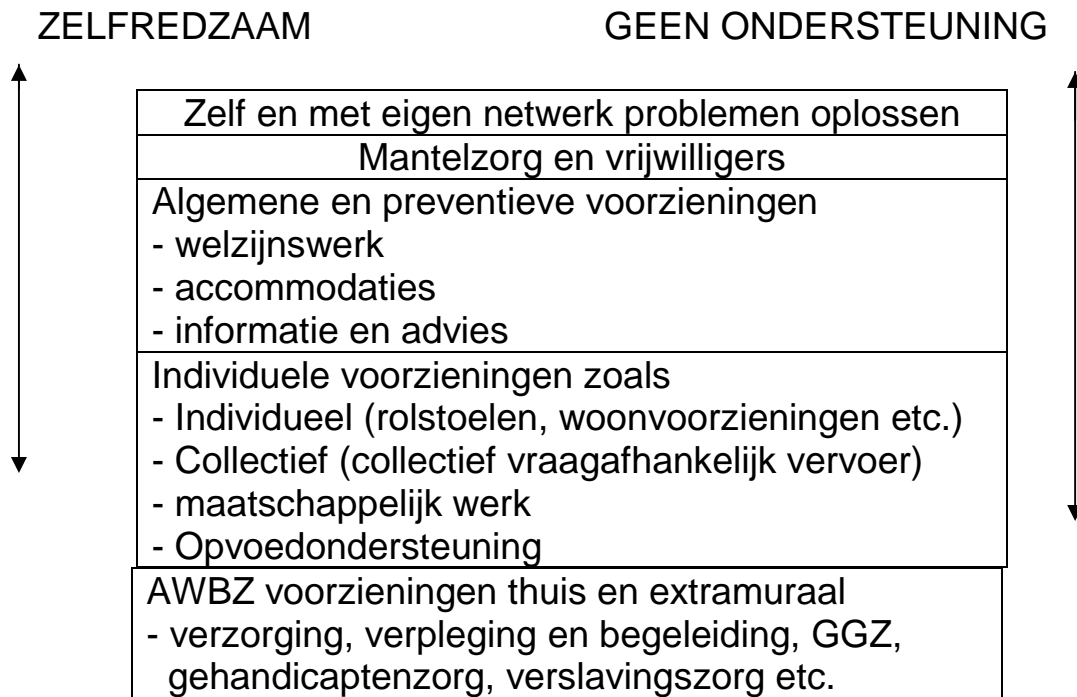 ZELFREDZAAM GEEN ONDERSTEUNING
Zelf en met eigen netwerk problemen oplossen
Mantelzorg en vrijwilligers
Algemene en preventieve voorzieningen
- welzijnswerk
- accommodaties
- informatie en advies
Individuele voorzieningen zoals
- Individueel (rolstoelen, woonvoorzieningen etc.)
- Collectief (collectief vraagafhankelijk vervoer)
- maatschappelijk werk
- Opvoedondersteuning
AWBZ voorzieningen thuis en extramuraal
- verzorging, verpleging en begeleiding, GGZ,
gehandicaptenzorg, verslavingszorg etc.